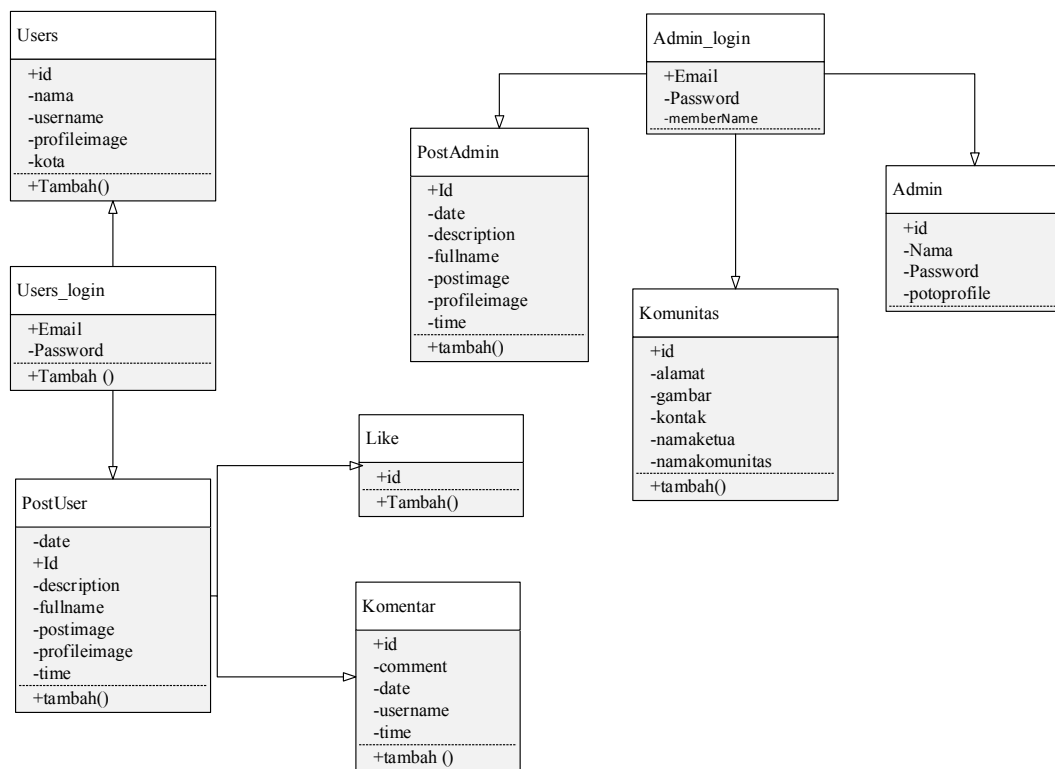 Users
+id
-nama
-username
-profileimage
-kota
+Tambah()
Users_login
+Email
-Password
+Tambah ()
PostUser
-date
+Id
-description
-fullname
-postimage
-profileimage
-time
+tambah()
Like
+id
+Tambah()
Komentar
+id
-comment
-date
-username
-time
+tambah ()
Admin_login
+Email
-Password
-memberName
PostAdmin
+Id
-date
-description
-fullname
-postimage
-profileimage
-time
+tambah()
Komunitas
+id
-alamat
-gambar
-kontak
-namaketua
-namakomunitas
+tambah()
Admin
+id
-Nama
-Password
-potoprofile